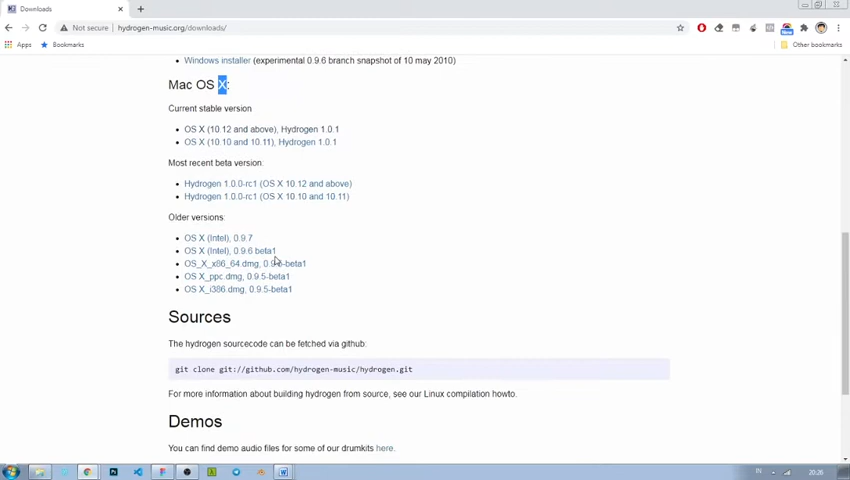 Downloads
Not secure | hydrogen-music.org/downloads/
New
Apps Bookmarks Other bookmarks
Windows installer (experimental 0.9.6 branch snapshot of 10 may 2010)
Mac OS X:
Current stable version
OS X (10.12 and above), Hydrogen 1.0.1
OS X (10.10 and 10.11), Hydrogen 1.0.1
Most recent beta version:
Hydrogen 1.0.0-rc1 (OS X 10.12 and above)
Hydrogen 1.0.0-rc1 (OS X 10.10 and 10.11)
Older versions:
OS X (Intel), 0.9.7
OS X (Intel), 0.9.6 beta1
OS_X_x86_64.dmg, 0.9.5-beta1
OS X_ppc.dmg, 0.9.5-beta1
OS X_i386.dmg, 0.9.5-beta1
Sources
The hydrogen sourcecode can be fetched via github:
git clone git://github.com/hydrogen-music/hydrogen.git
For more information about building hydrogen from source, see our Linux compilation howto.
Demos
You can find demo audio files for some of our drumkits here.
IN 20:26